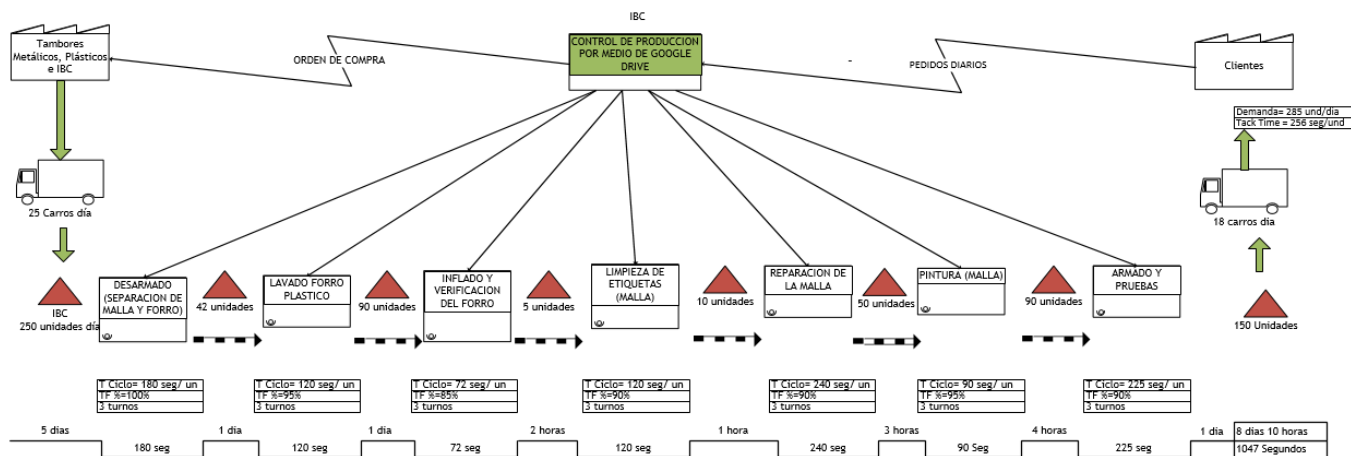 IBC
Tambores
Metálicos, Plásticos
e IBC
ORDEN DE COMPRA
CONTROL DE PRODUCCION
POR MEDIO DE GOOGLE
DRIVE
-
PEDIDOS DIARIOS
Clientes
Demanda= 285 und/dia
Tack Time = 256 seg/und
25 Carros día
18 carros dia
IBC
250 unidades día
DESARMADO
(SEPARACION DE
MALLA Y FORRO)
42 unidades
LAVADO FORRO
PLASTICO
90 unidades
INFLADO Y
VERIFICACION
DEL FORRO
5 unidades
LIMPIEZA DE
ETIQUETAS
(MALLA)
10 unidades
REPARACION DE
LA MALLA
50 unidades
PINTURA (MALLA)
90 unidades
ARMADO Y
PRUEBAS
150 Unidades
T Ciclo= 180 seg/ un
TF %=100%
3 turnos
T Ciclo= 120 seg/ un
TF %=95%
3 turnos
T Ciclo= 72 seg/ un
TF %=85%
3 turnos
T Ciclo= 120 seg/ un
TF %=90%
3 turnos
T Ciclo= 240 seg/ un
TF %=90%
3 turnos
T Ciclo= 90 seg/ un
TF %=95%
3 turnos
T Ciclo= 225 seg/ un
TF %=90%
3 turnos
5 días
180 seg
1 día
120 seg
1 día
72 seg
2 horas
120 seg
1 hora
240 seg
3 horas
90 Seg
4 horas
225 seg
1 día
8 dias 10 horas
1047 Segundos